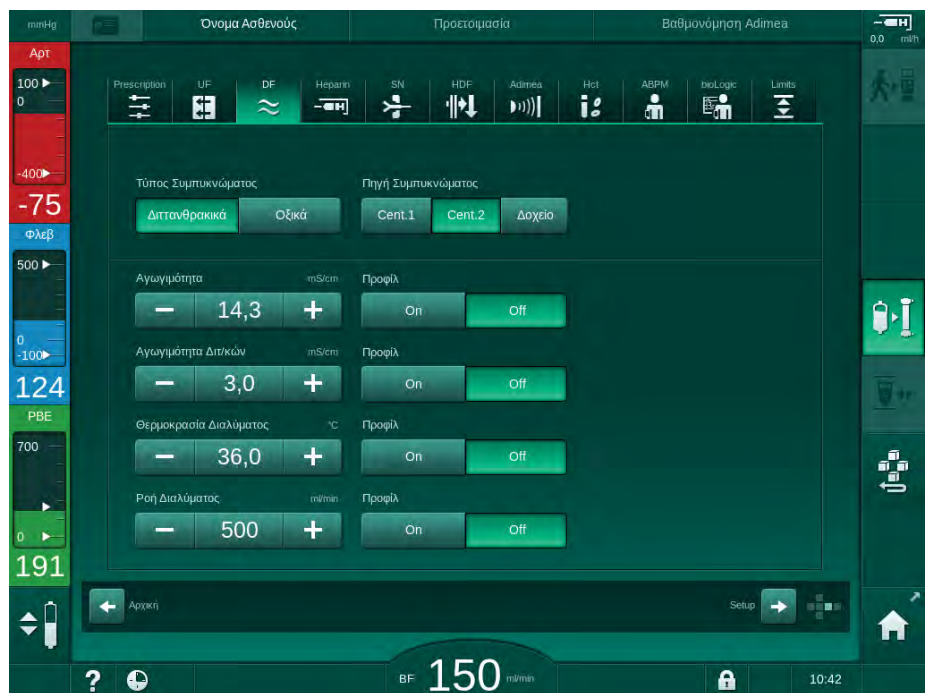 mmHg Όνομα Ασθενούς Προετοιμασία Βαθμονόμηση Adimea
0,0 ml/h
Αρτ
100
0
-400
-75
Φλεβ
500
0
-100
124
PBE
700
0
191
Prescription UF DF Heparin SN HDF Adimea Hct ABPM bioLogic Limits
Τύπος Συμπυκνώματος Πηγή Συμπυκνώματος
Διττανθρακικά Οξικά Cent.1 Cent.2 Δοχείο
Αγωγιμότητα mS/cm Προφίλ
− 14,3 + On Off
Αγωγιμότητα Διτ/κών mS/cm Προφίλ
− 3,0 + On Off
Θερμοκρασία Διαλύματος °C Προφίλ
− 36,0 + On Off
Ροή Διαλύματος ml/min Προφίλ
− 500 + On Off
Αρχική Setup
? BF 150 ml/min 10:42